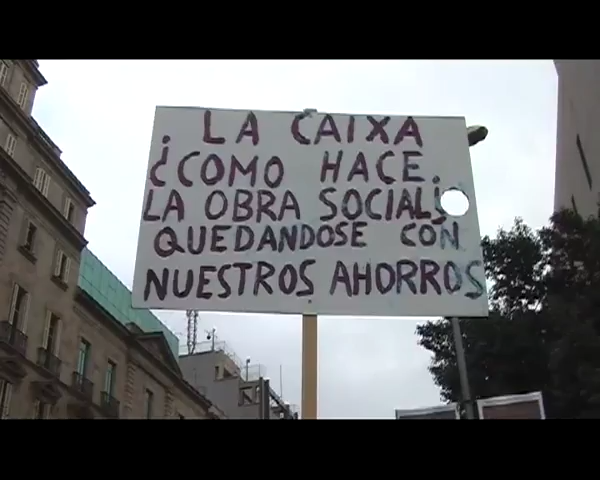 . LA CAIXA
¿COMO HACE.
LA OBRA SOCIAL?
QUEDANDOSE CON
NUESTROS AHORROS